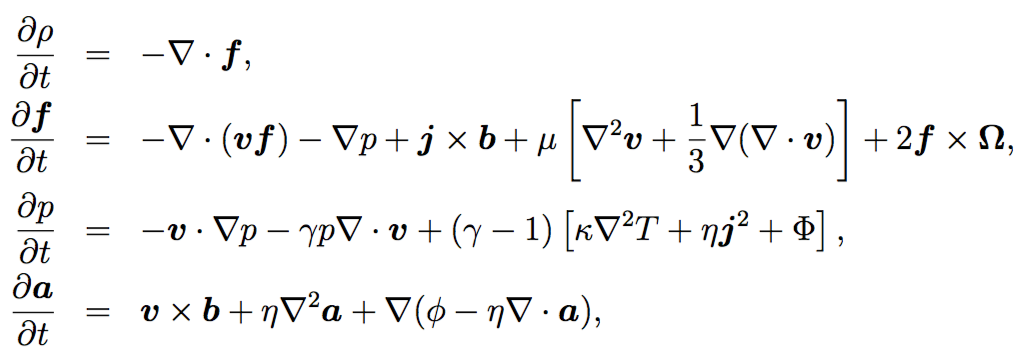 ∂ρ/∂t = −∇ · f,
∂f/∂t = −∇ · (vf) − ∇p + j × b + μ [∇²v + 1/3 ∇(∇ · v)] + 2f × Ω,
∂p/∂t = −v · ∇p − γp∇ · v + (γ − 1) [κ∇²T + ηj² + Φ],
∂a/∂t = v × b + η∇²a + ∇(φ − η∇ · a),